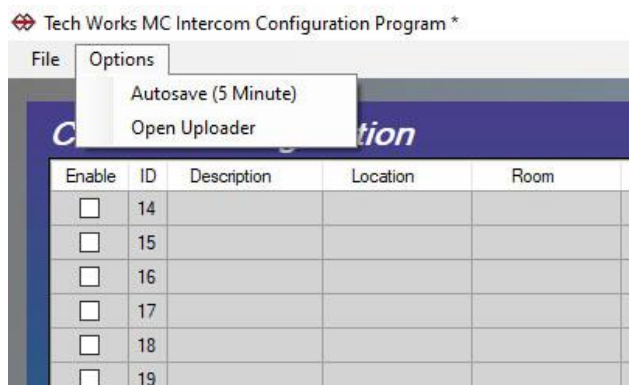 Tech Works MC Intercom Configuration Program *
File Options
Autosave (5 Minute)
Open Uploader
tion
Enable ID Description Location Room
14
15
16
17
18
19